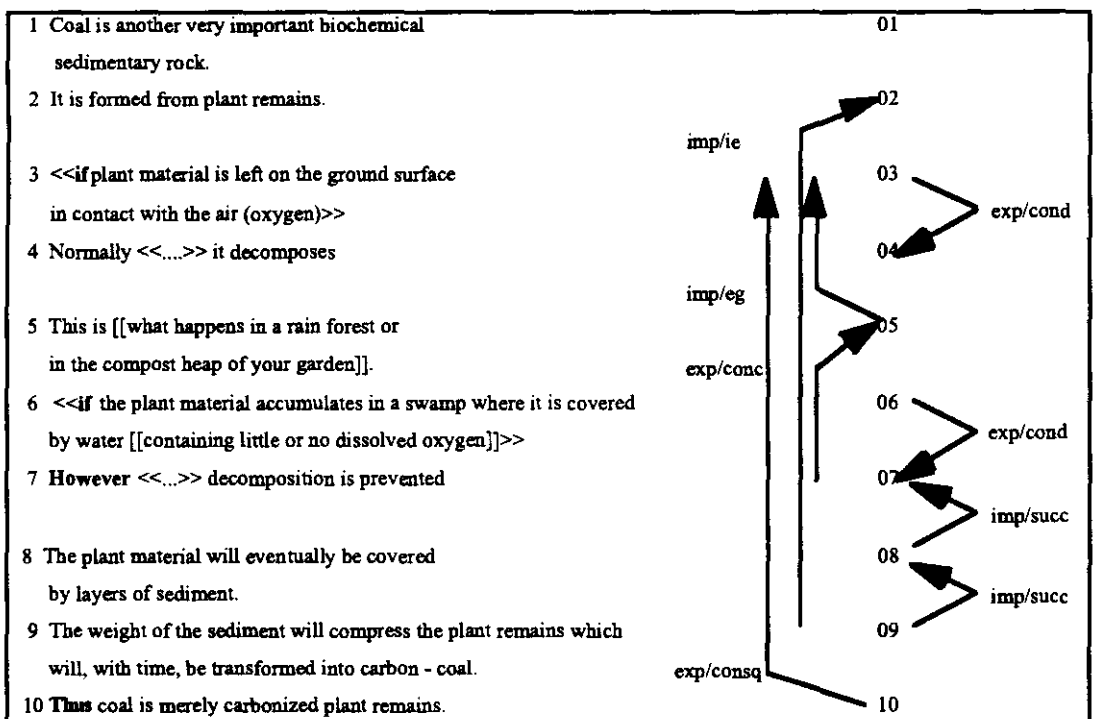 1 Coal is another very important biochemical 01
sedimentary rock.
2 It is formed from plant remains. 02
imp/ie
3 <<if plant material is left on the ground surface 03
in contact with the air (oxygen)>> exp/cond
4 Normally <<....>> it decomposes 04
imp/eg
5 This is [[what happens in a rain forest or 05
in the compost heap of your garden]]. exp/conc
6 <<if the plant material accumulates in a swamp where it is covered 06
by water [[containing little or no dissolved oxygen]]>> exp/cond
7 However <<...>> decomposition is prevented 07
imp/succ
8 The plant material will eventually be covered 08
by layers of sediment. imp/succ
9 The weight of the sediment will compress the plant remains which 09
will, with time, be transformed into carbon - coal. exp/consq
10 Thus coal is merely carbonized plant remains. 10